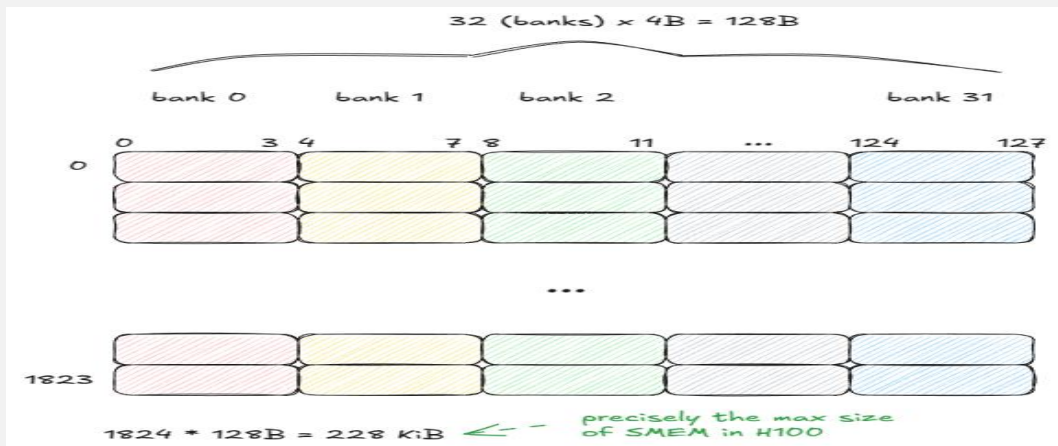 32 (banks) x 4B = 128B
bank 0 bank 1 bank 2 bank 31
0 3 4 7 8 11 ... 124 127
0
...
1823
1824 * 128B = 228 KiB
precisely the max size
of SMEM in H100